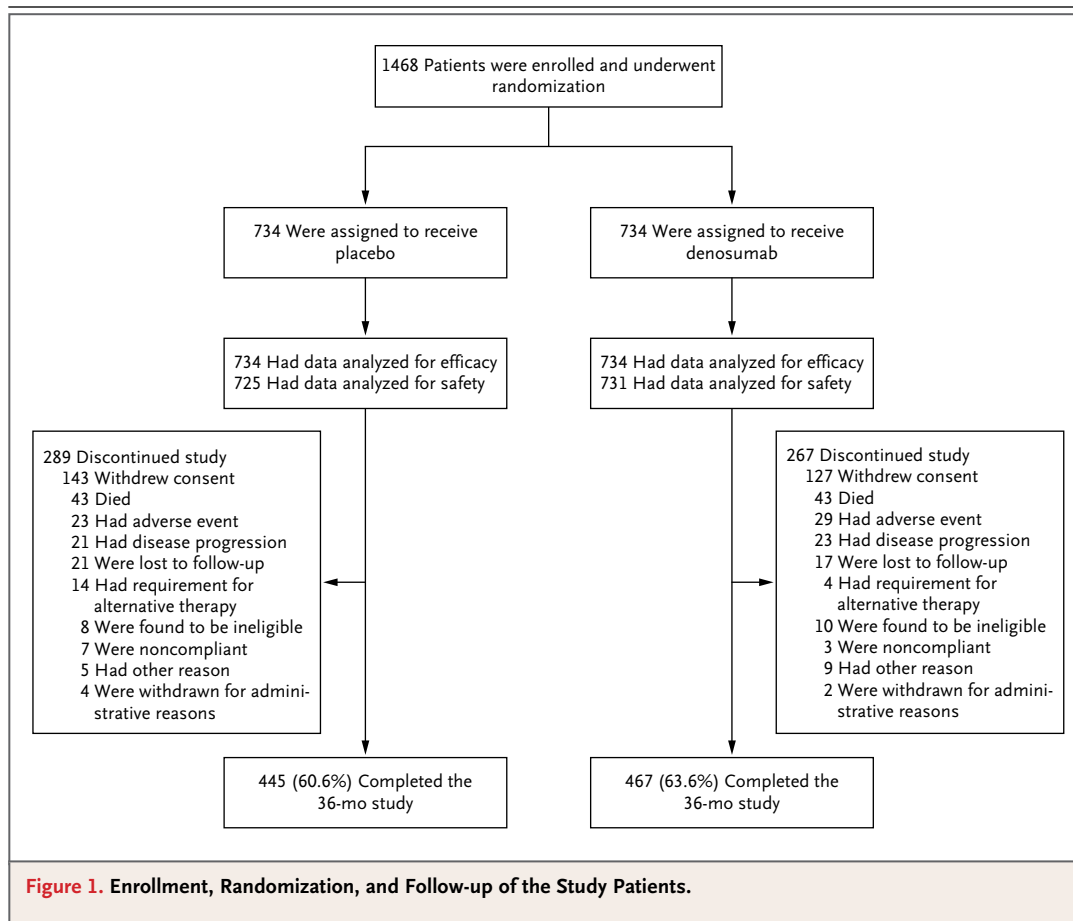 1468 Patients were enrolled and underwent
randomization
734 Were assigned to receive
placebo
734 Were assigned to receive
denosumab
734 Had data analyzed for efficacy
725 Had data analyzed for safety
734 Had data analyzed for efficacy
731 Had data analyzed for safety
289 Discontinued study
143 Withdrew consent
43 Died
23 Had adverse event
21 Had disease progression
21 Were lost to follow-up
14 Had requirement for
alternative therapy
8 Were found to be ineligible
7 Were noncompliant
5 Had other reason
4 Were withdrawn for admini-
strative reasons
267 Discontinued study
127 Withdrew consent
43 Died
29 Had adverse event
23 Had disease progression
17 Were lost to follow-up
4 Had requirement for
alternative therapy
10 Were found to be ineligible
3 Were noncompliant
9 Had other reason
2 Were withdrawn for admini-
strative reasons
445 (60.6%) Completed the
36-mo study
467 (63.6%) Completed the
36-mo study
Figure 1. Enrollment, Randomization, and Follow-up of the Study Patients.